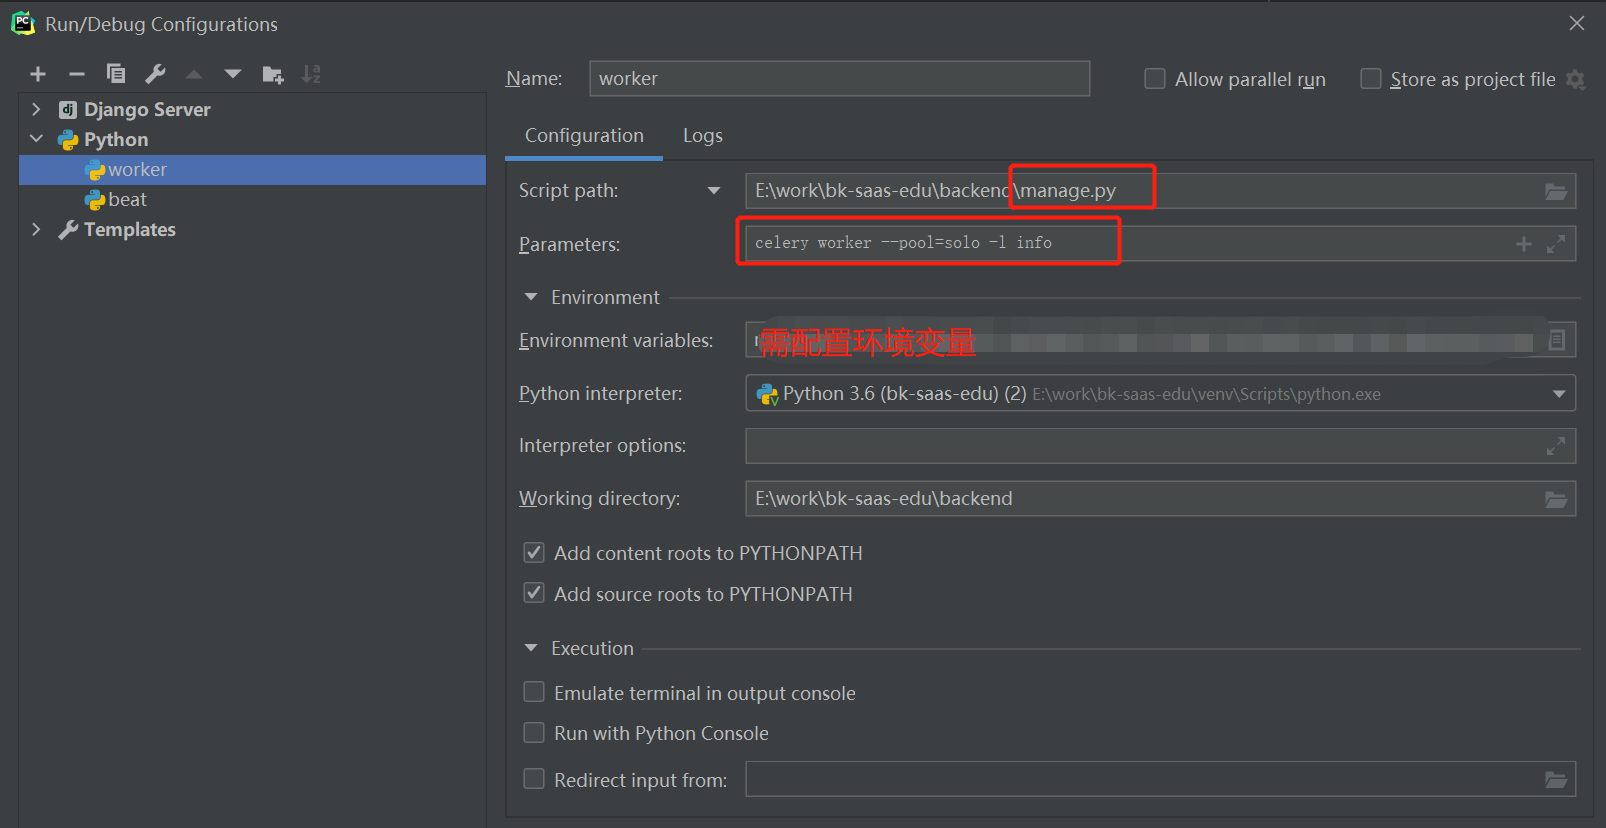 Run/Debug Configurations
Name: worker Allow parallel run Store as project file
Django Server
Python
worker
beat
Templates
Configuration Logs
Script path: E:\work\bk-saas-edu\backend\manage.py
Parameters: celery worker --pool=solo -l info
Environment
Environment variables: 需配置环境变量
Python interpreter: Python 3.6 (bk-saas-edu) (2) E:\work\bk-saas-edu\venv\Scripts\python.exe
Interpreter options:
Working directory: E:\work\bk-saas-edu\backend
Add content roots to PYTHONPATH
Add source roots to PYTHONPATH
Execution
Emulate terminal in output console
Run with Python Console
Redirect input from: